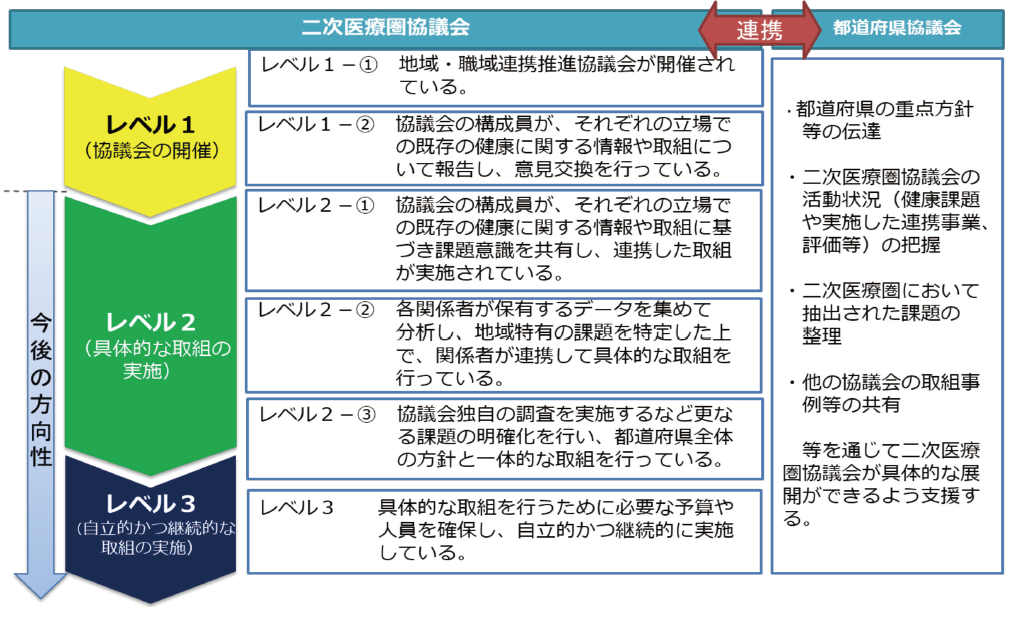 二次医療圏協議会
連携
都道府県協議会
レベル１
（協議会の開催）
レベル１－① 地域・職域連携推進協議会が開催され
ている。
レベル１－② 協議会の構成員が、それぞれの立場で
の既存の健康に関する情報や取組につ
いて報告し、意見交換を行っている。
今後の方向性
レベル２
（具体的な取組の
実施）
レベル２－① 協議会の構成員が、それぞれの立場で
の既存の健康に関する情報や取組に基
づき課題意識を共有し、連携した取組
が実施されている。
レベル２－② 各関係者が保有するデータを集めて
分析し、地域特有の課題を特定した上
で、関係者が連携して具体的な取組を
行っている。
レベル２－③ 協議会独自の調査を実施するなど更な
る課題の明確化を行い、都道府県全体
の方針と一体的な取組を行っている。
レベル３
（自立的かつ継続的な
取組の実施）
レベル３ 具体的な取組を行うために必要な予算や
人員を確保し、自立的かつ継続的に実施
している。
・都道府県の重点方針
等の伝達
・二次医療圏協議会の
活動状況（健康課題
や実施した連携事業、
評価等）の把握
・二次医療圏において
抽出された課題の
整理
・他の協議会の取組事
例等の共有
等を通じて二次医療
圏協議会が具体的な展
開ができるよう支援す
る。